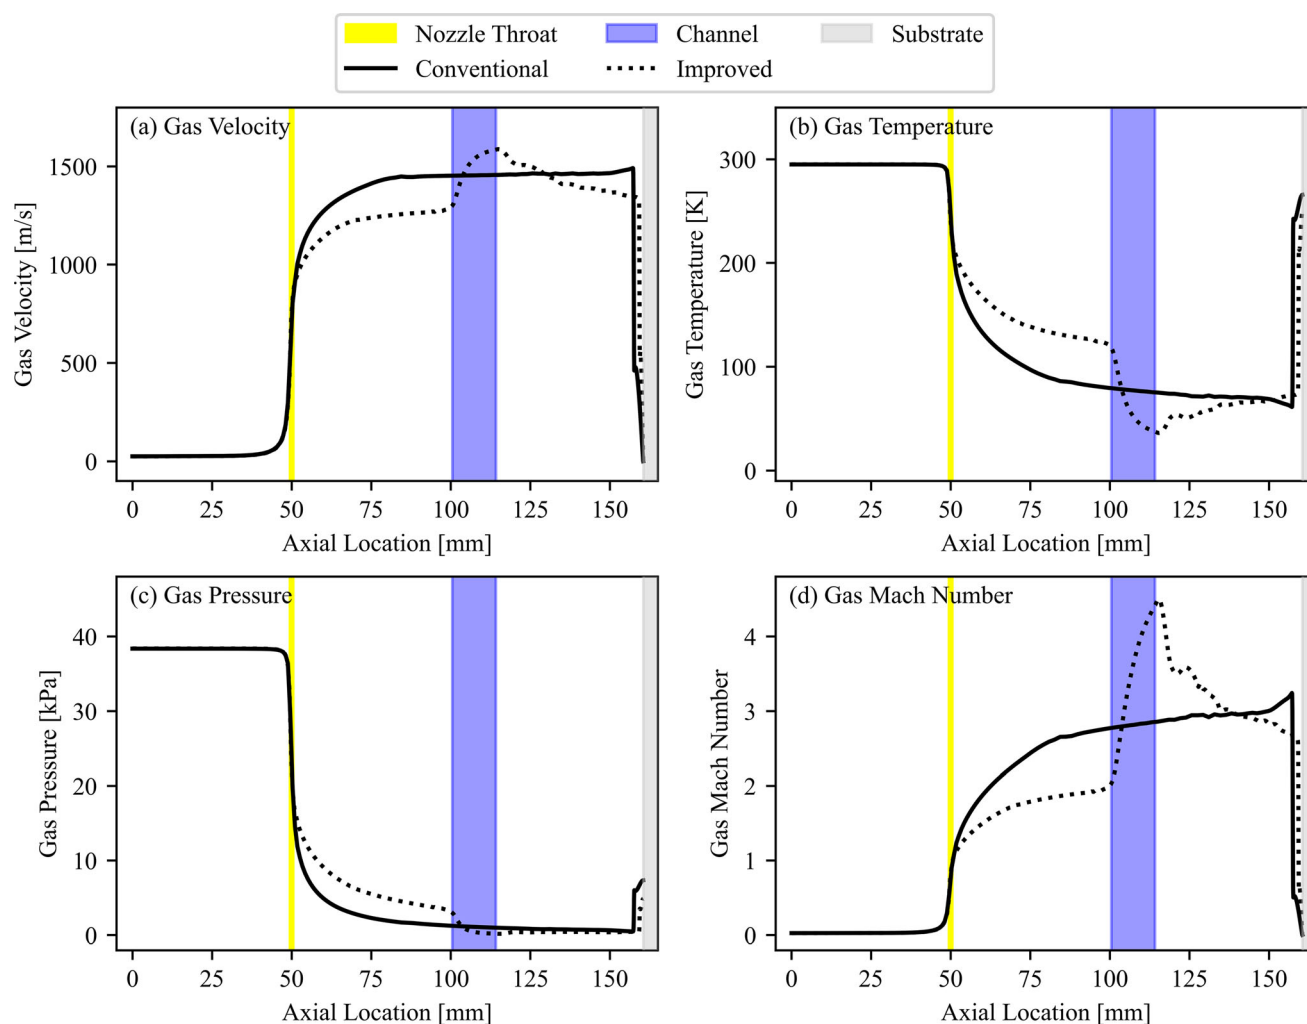 Nozzle Throat Channel Substrate
Conventional Improved
(a) Gas Velocity
1500
1000
500
0
Gas Velocity [m/s]
0 25 50 75 100 125 150
Axial Location [mm]
(b) Gas Temperature
300
200
100
0
Gas Temperature [K]
0 25 50 75 100 125 150
Axial Location [mm]
(c) Gas Pressure
40
30
20
10
0
Gas Pressure [kPa]
0 25 50 75 100 125 150
Axial Location [mm]
(d) Gas Mach Number
4
3
2
1
0
Gas Mach Number
0 25 50 75 100 125 150
Axial Location [mm]